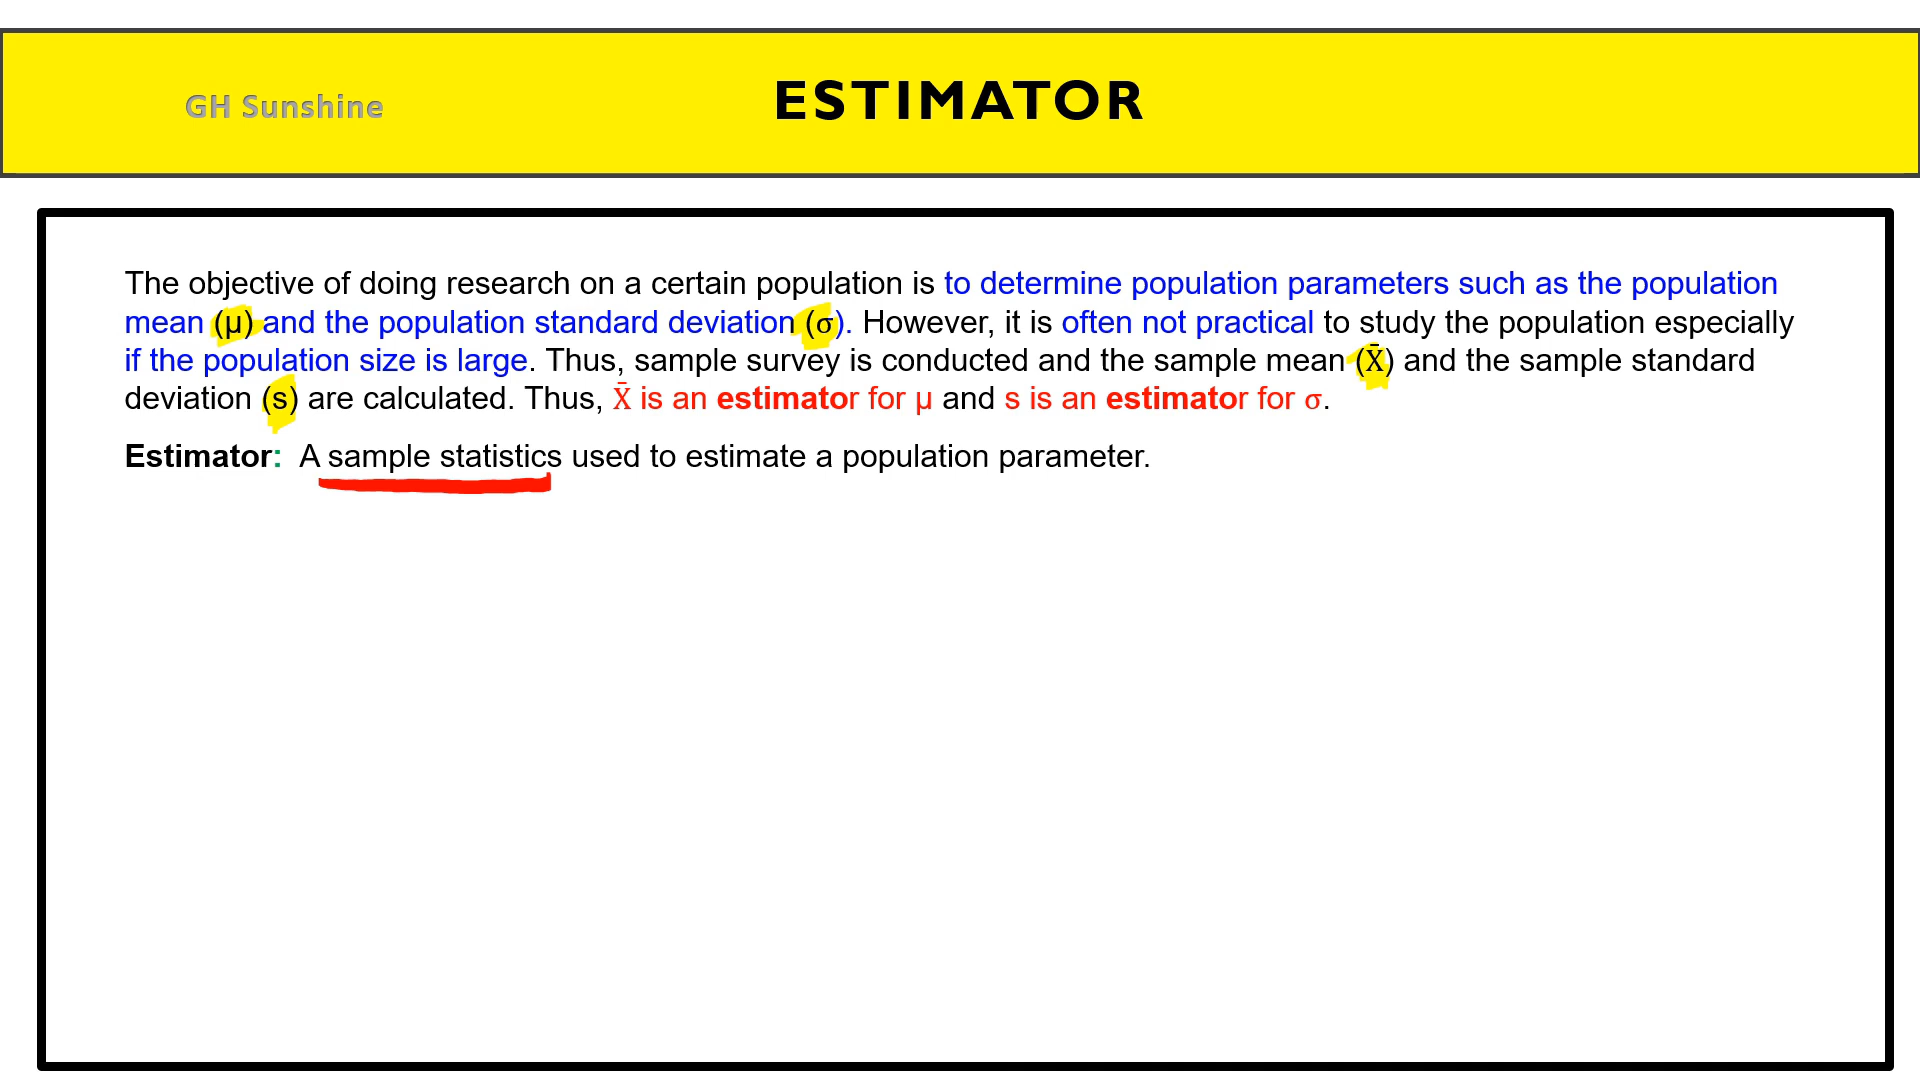 GH Sunshine
ESTIMATOR
The objective of doing research on a certain population is to determine population parameters such as the population
mean (μ) and the population standard deviation (σ). However, it is often not practical to study the population especially
if the population size is large. Thus, sample survey is conducted and the sample mean (X̄) and the sample standard
deviation (s) are calculated. Thus, X̄ is an estimator for μ and s is an estimator for σ.
Estimator: A sample statistics used to estimate a population parameter.